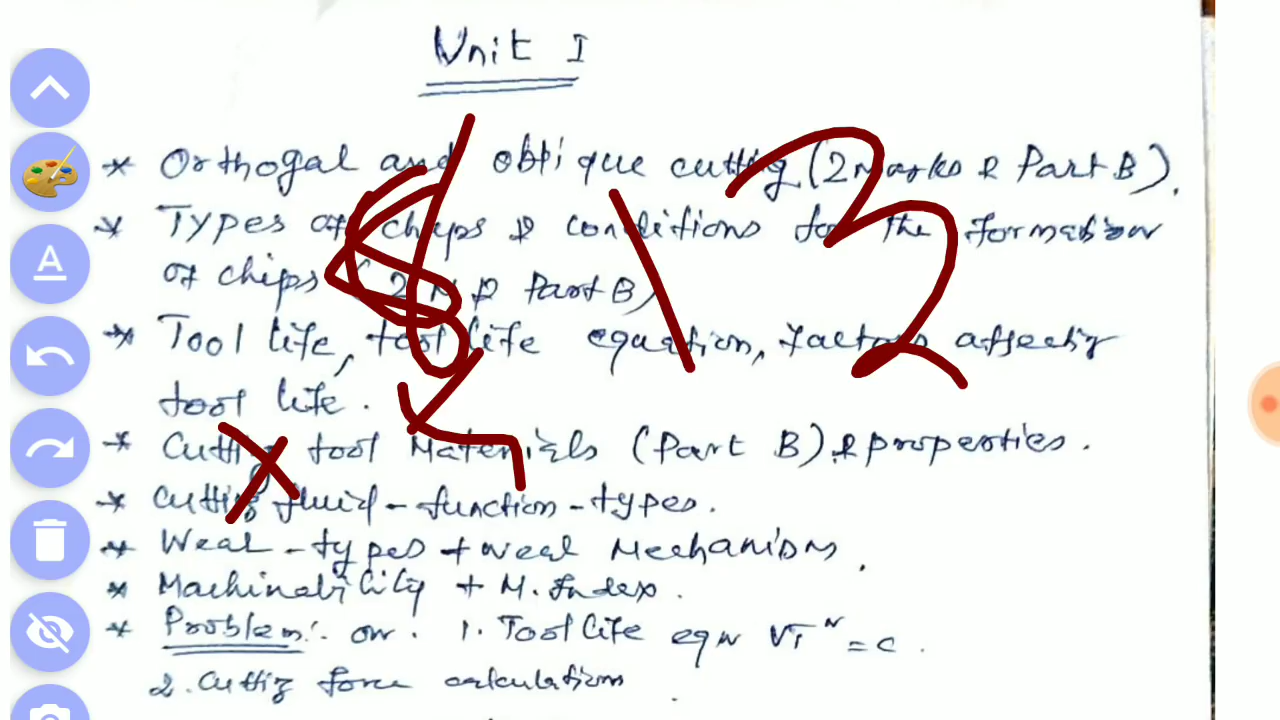 Unit I
* Orthogal and oblique cutting (2 Marks & Part B).
* Types of chips & conditions for the formation
of chips (2 M & Part B)
* Tool life, tool life equation, factors affecting
tool life.
* Cutting tool Materials (Part B) & properties.
* Cutting fluid - function - types.
* Wear - types + wear Mechanism.
* Machinability + M. Index.
* Problem: on. 1. Tool life eqn VT^n = C.
2. Cutting force calculations.
A